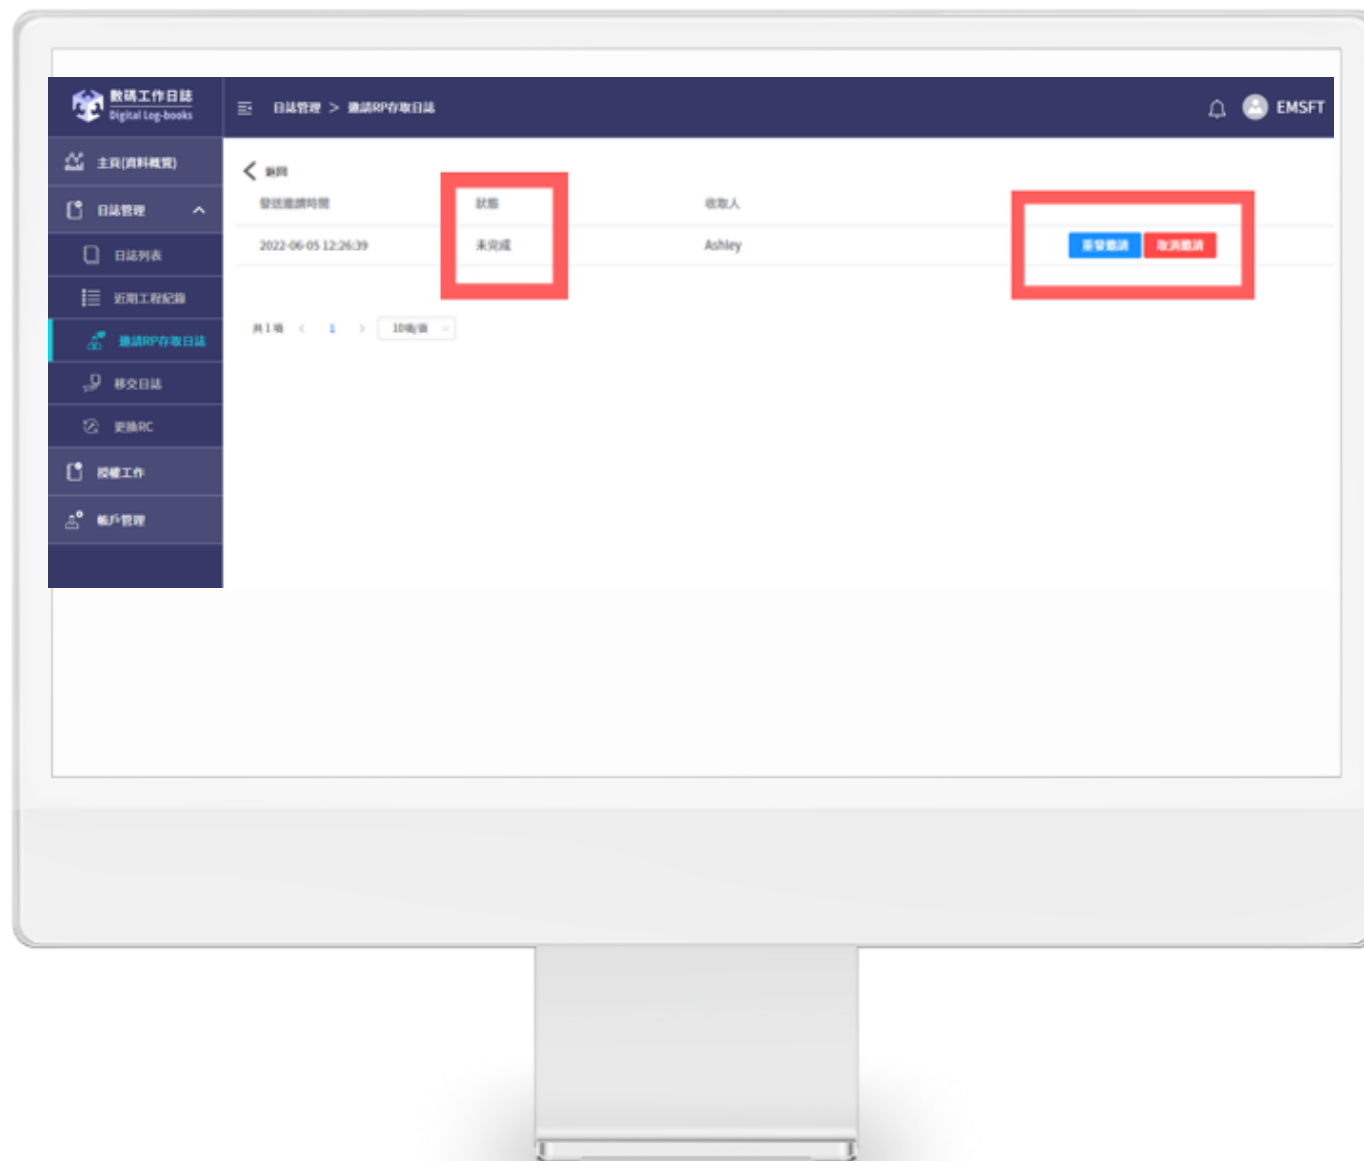 數碼工作日誌
Digital Log-books
日誌管理 > 邀請RP存取日誌
EMSFT
主頁(資料概覽)
日誌管理
日誌列表
近期工程紀錄
邀請RP存取日誌
移交日誌
更換RC
授權工作
帳戶管理
返回
發送邀請時間 狀態 收取人
2022-06-05 12:26:39 未完成 Ashley 重發邀請 取消邀請
共1項 < 1 > 10項/頁